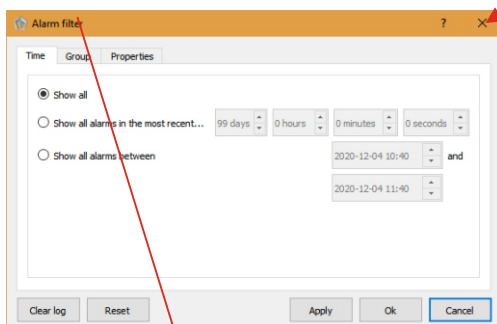 Alarm filter ?
Time Group Properties
Show all
Show all alarms in the most recent... 99 days 0 hours 0 minutes 0 seconds
Show all alarms between 2020-12-04 10:40 and
2020-12-04 11:40
Clear log Reset Apply Ok Cancel